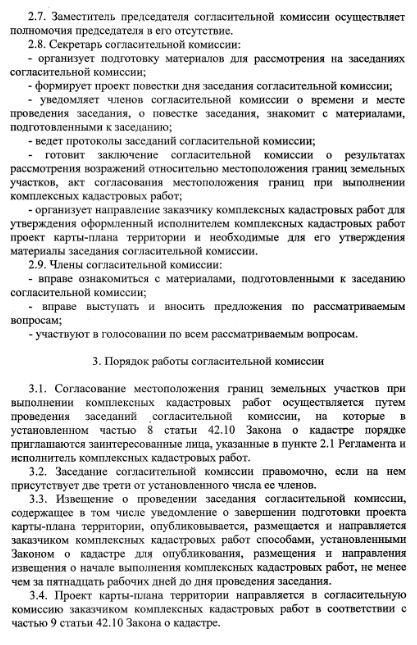 2.7. Заместитель председателя согласительной комиссии осуществляет
полномочия председателя в его отсутствие.
2.8. Секретарь согласительной комиссии:
- организует подготовку материалов для рассмотрения на заседаниях
согласительной комиссии;
- формирует проект повестки дня заседания согласительной комиссии;
- уведомляет членов согласительной комиссии о времени и месте
проведения заседания, о повестке заседания, знакомит с материалами,
подготовленными к заседанию;
- ведет протоколы заседаний согласительной комиссии;
- готовит заключение согласительной комиссии о результатах
рассмотрения возражений относительно местоположения границ земельных
участков, акт согласования местоположения границ при выполнении
комплексных кадастровых работ;
- организует направление заказчику комплексных кадастровых работ для
утверждения оформленный исполнителем комплексных кадастровых работ
проект карты-плана территории и необходимые для его утверждения
материалы заседания согласительной комиссии.
2.9. Члены согласительной комиссии:
- вправе ознакомиться с материалами, подготовленными к заседанию
согласительной комиссии;
- вправе выступать и вносить предложения по рассматриваемым
вопросам;
- участвуют в голосовании по всем рассматриваемым вопросам.
3. Порядок работы согласительной комиссии
3.1. Согласование местоположения границ земельных участков при
выполнении комплексных кадастровых работ осуществляется путем
проведения заседаний согласительной комиссии, на которые в
установленном частью 8 статьи 42.10 Закона о кадастре порядке
приглашаются заинтересованные лица, указанные в пункте 2.1 Регламента и
исполнитель комплексных кадастровых работ.
3.2. Заседание согласительной комиссии правомочно, если на нем
присутствует две трети от установленного числа ее членов.
3.3. Извещение о проведении заседания согласительной комиссии,
содержащее в том числе уведомление о завершении подготовки проекта
карты-плана территории, опубликовывается, размещается и направляется
заказчиком комплексных кадастровых работ способами, установленными
Законом о кадастре для опубликования, размещения и направления
извещения о начале выполнения комплексных кадастровых работ, не менее
чем за пятнадцать рабочих дней до дня проведения заседания.
3.4. Проект карты-плана территории направляется в согласительную
комиссию заказчиком комплексных кадастровых работ в соответствии с
частью 9 статьи 42.10 Закона о кадастре.